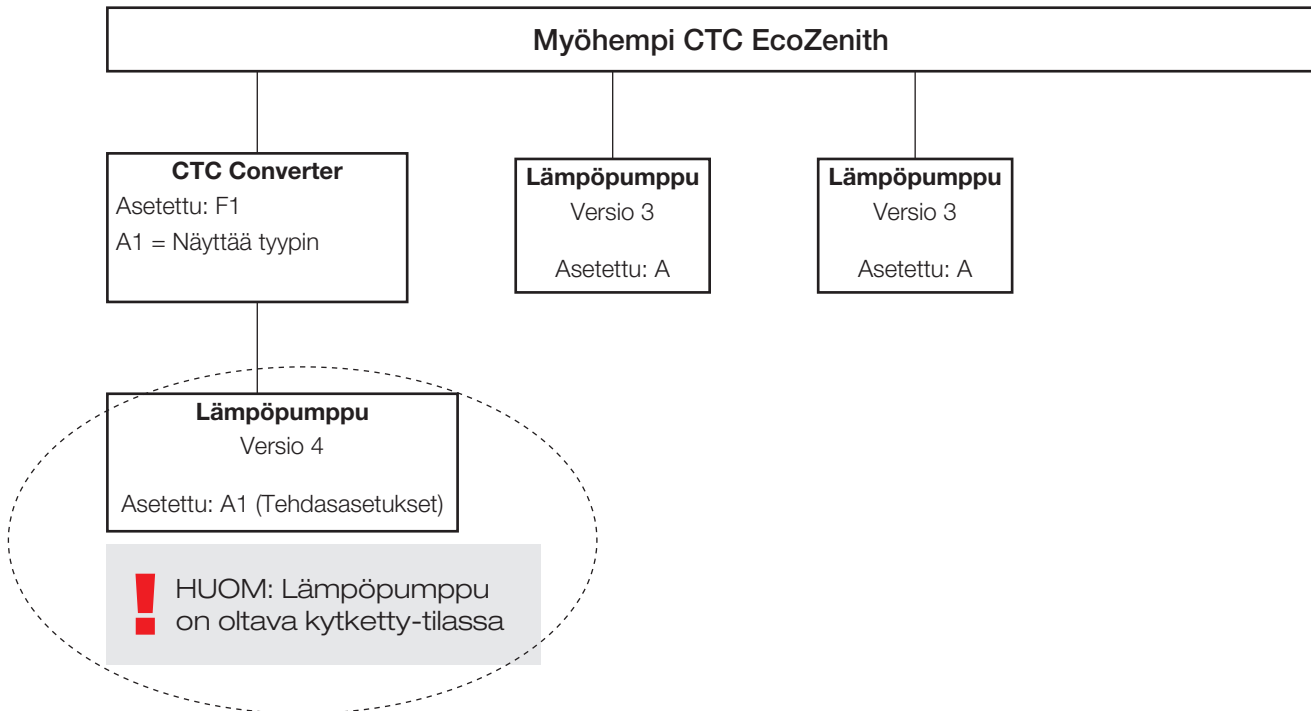 Myöhempi CTC EcoZenith
CTC Converter
Asetettu: F1
A1 = Näyttää tyypin
Lämpöpumppu
Versio 3
Asetettu: A
Lämpöpumppu
Versio 3
Asetettu: A
Lämpöpumppu
Versio 4
Asetettu: A1 (Tehdasasetukset)
! HUOM: Lämpöpumppu
on oltava kytketty-tilassa